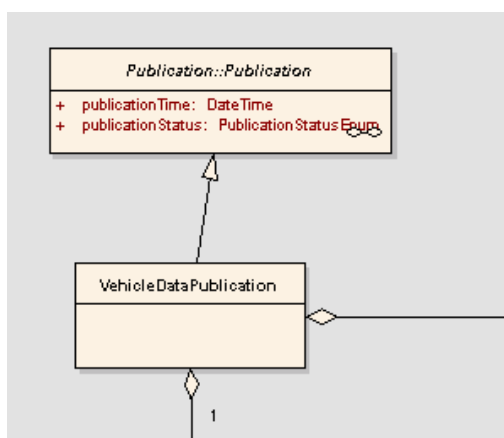 Publication::Publication
+ publicationTime: DateTime
+ publicationStatus: PublicationStatusEnum
VehicleDataPublication
1